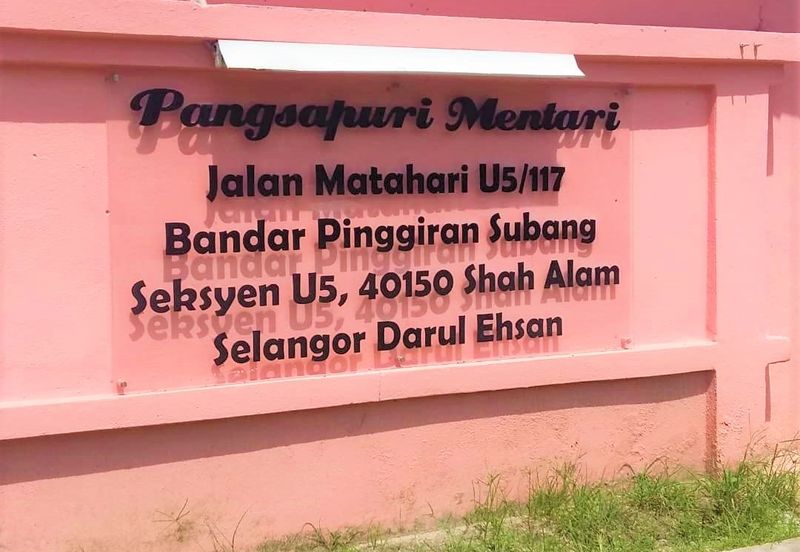 Pangsapuri Mentari
Jalan Matahari U5/117
Bandar Pinggiran Subang
Seksyen U5, 40150 Shah Alam
Selangor Darul Ehsan